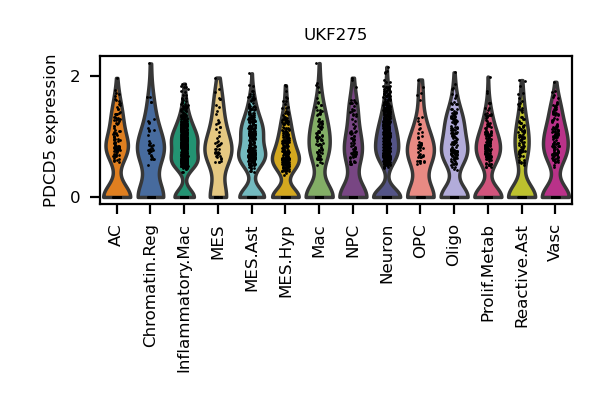 UKF275
PDCD5 expression
2
0
AC
Chromatin.Reg
Inflammatory.Mac
MES
MES.Ast
MES.Hyp
Mac
NPC
Neuron
OPC
Oligo
Prolif.Metab
Reactive.Ast
Vasc